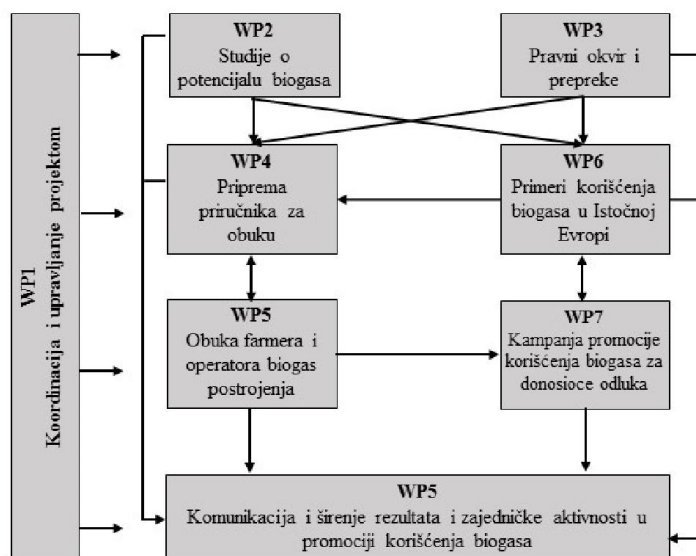 WP1
Koordinacija i upravljanje projektom
WP2
Studije o
potencijalu biogasa
WP3
Pravni okvir i
prepreke
WP4
Priprema
priručnika za
obuku
WP6
Primeri korišćenja
biogasa u Istočnoj
Evropi
WP5
Obuka farmera i
operatora biogas
postrojenja
WP7
Kampanja promocije
korišćenja biogasa za
donosioce odluka
WP5
Komunikacija i širenje rezultata i zajedničke aktivnosti u
promociji korišćenja biogasa